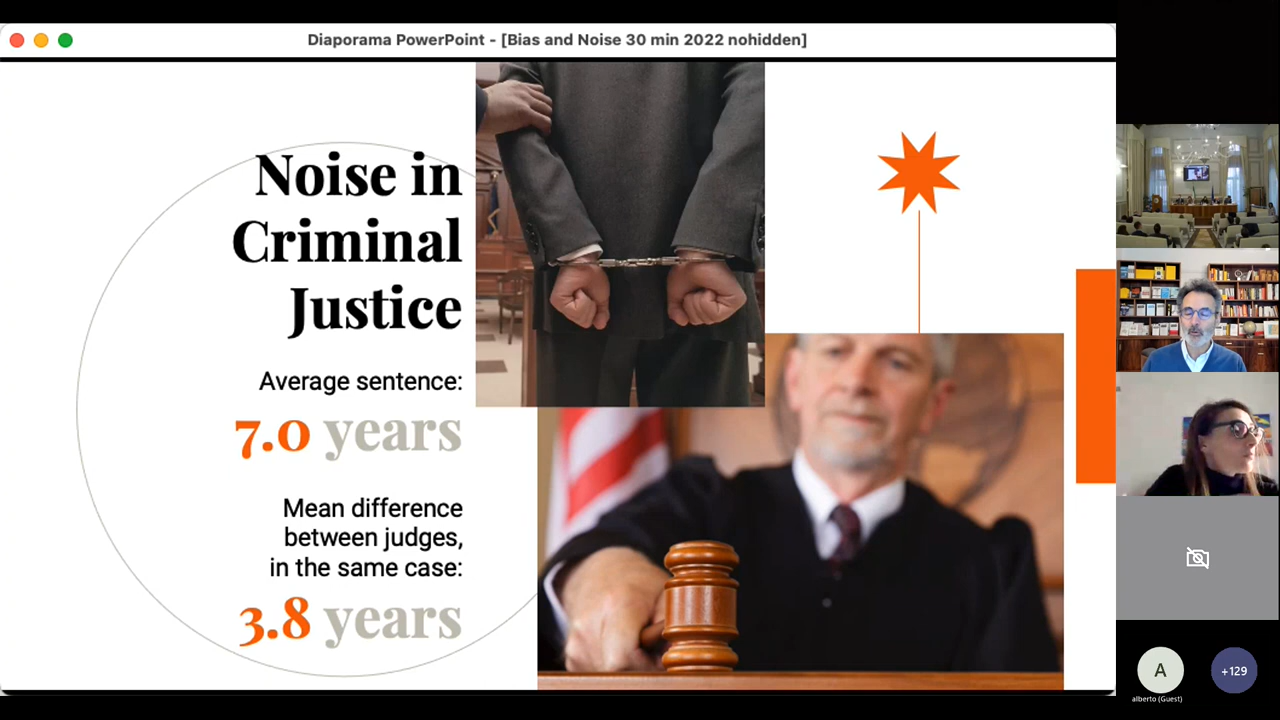 Diaporama PowerPoint - [Bias and Noise 30 min 2022 nohidden]
Noise in
Criminal
Justice
Average sentence:
7.0 years
Mean difference
between judges,
in the same case:
3.8 years
A
alberto (Guest)
+129